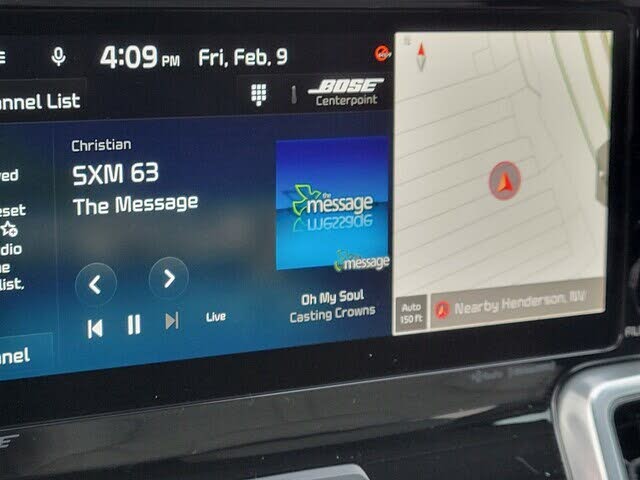 4:09 PM Fri, Feb, 9
nnel List
BOSE
Centerpoint
Christian
SXM 63
The Message
Live
the
message
message
Oh My Soul
Casting Crowns
Auto
150 ft
Nearby Henderson, NV